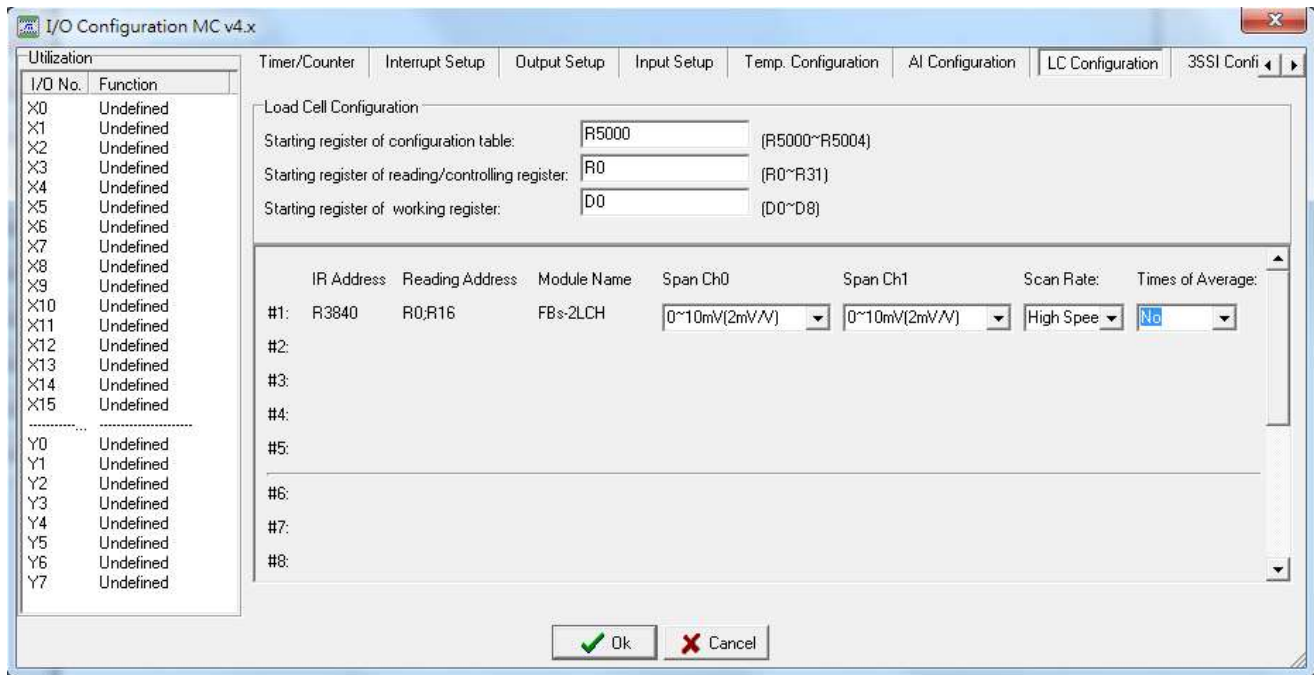 I/O Configuration MC v4.x
Utilization
I/O No. Function
X0 Undefined
X1 Undefined
X2 Undefined
X3 Undefined
X4 Undefined
X5 Undefined
X6 Undefined
X7 Undefined
X8 Undefined
X9 Undefined
X10 Undefined
X11 Undefined
X12 Undefined
X13 Undefined
X14 Undefined
X15 Undefined
-----------... ---------------------
Y0 Undefined
Y1 Undefined
Y2 Undefined
Y3 Undefined
Y4 Undefined
Y5 Undefined
Y6 Undefined
Y7 Undefined
Timer/Counter Interrupt Setup Output Setup Input Setup Temp. Configuration AI Configuration LC Configuration 3SSI Confi
Load Cell Configuration
Starting register of configuration table: R5000 (R5000~R5004)
Starting register of reading/controlling register: R0 (R0~R31)
Starting register of working register: D0 (D0~D8)
IR Address Reading Address Module Name Span Ch0 Span Ch1 Scan Rate: Times of Average:
#1: R3840 R0;R16 FBs-2LCH 0~10mV(2mV/V) 0~10mV(2mV/V) High Spee No
#2:
#3:
#4:
#5:
#6:
#7:
#8:
Ok Cancel